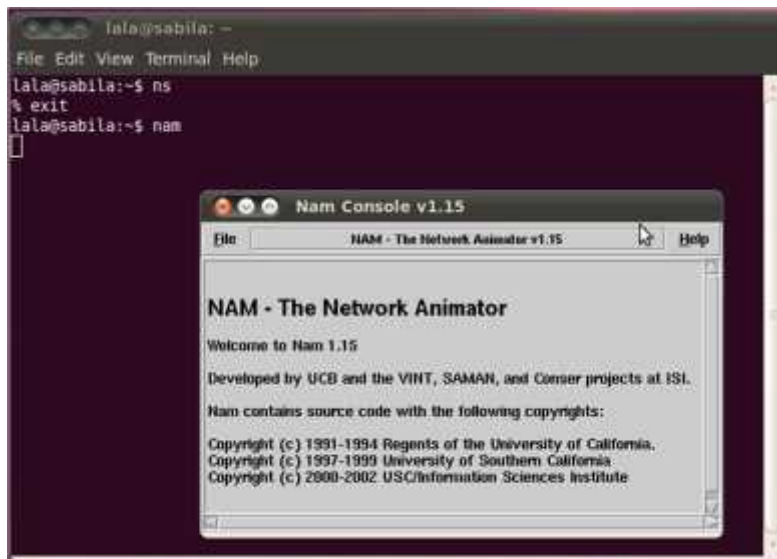 lala@sabila: ~
File Edit View Terminal Help
lala@sabila:~$ ns
% exit
lala@sabila:~$ nam
Nam Console v1.15
File
NAM - The Network Animator v1.15
Help
NAM - The Network Animator
Welcome to Nam 1.15
Developed by UCB and the VINT, SAMAN, and Conser projects at ISI.
Nam contains source code with the following copyrights:
Copyright (c) 1991-1994 Regents of the University of California.
Copyright (c) 1997-1999 University of Southern California
Copyright (c) 2000-2002 USC/Information Sciences Institute